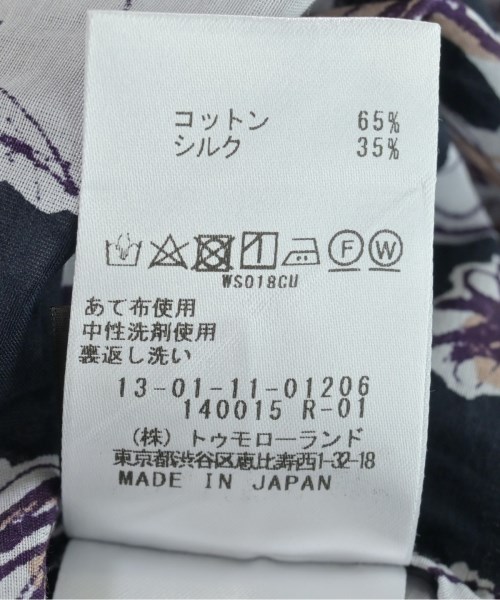 コットン 65%
シルク 35%
F W
WS018CU
あて布使用
中性洗剤使用
裏返し洗い
13-01-11-01206
140015 R-01
(株) トゥモローランド
東京都渋谷区恵比寿西1-32-18
MADE IN JAPAN